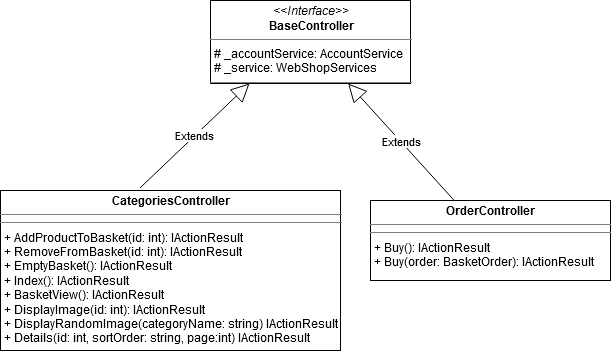 <<Interface>>
BaseController
# _accountService: AccountService
# _service: WebShopServices
Extends
Extends
CategoriesController
+ AddProductToBasket(id: int): IActionResult
+ RemoveFromBasket(id: int): IActionResult
+ EmptyBasket(): IActionResult
+ Index(): IActionResult
+ BasketView(): IActionResult
+ DisplayImage(id: int): IActionResult
+ DisplayRandomImage(categoryName: string) IActionResult
+ Details(id: int, sortOrder: string, page:int) IActionResult
OrderController
+ Buy(): IActionResult
+ Buy(order: BasketOrder): IActionResult